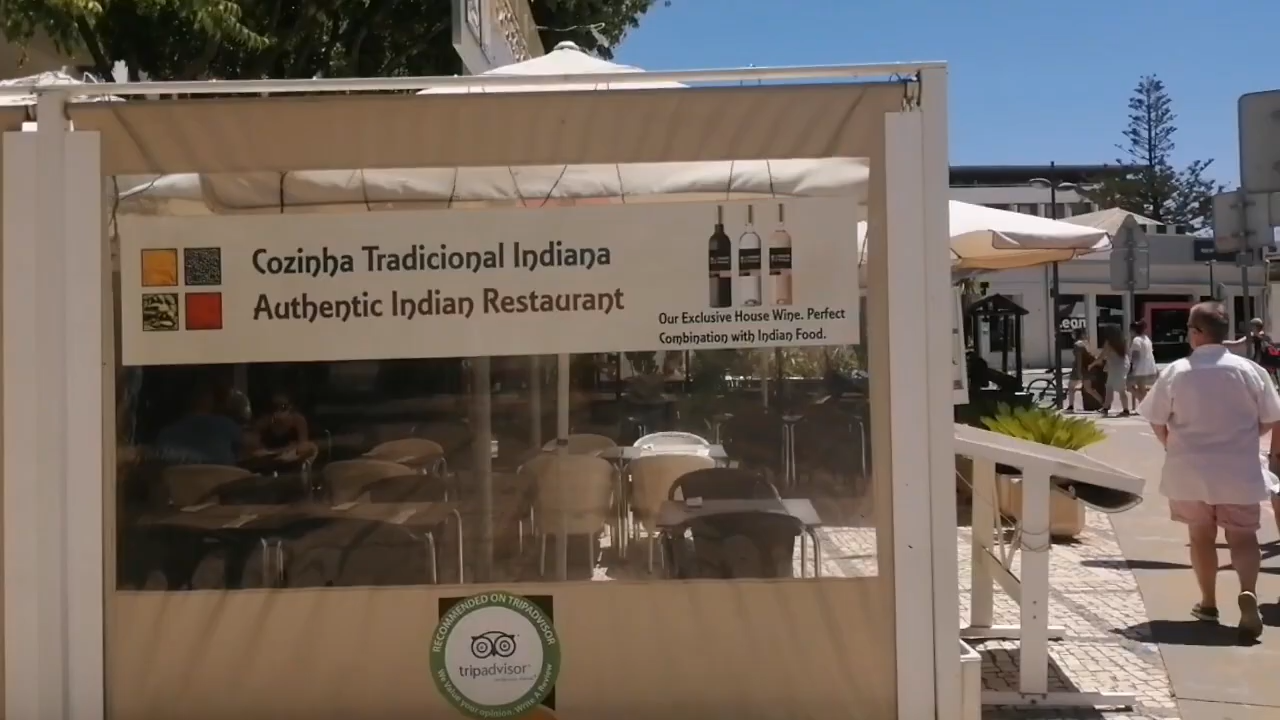 Cozinha Tradicional Indiana
Authentic Indian Restaurant
Our Exclusive House Wine. Perfect
Combination with Indian Food.
RECOMMENDED ON TRIPADVISOR
tripadvisor
We Value your opinion. Write A Review